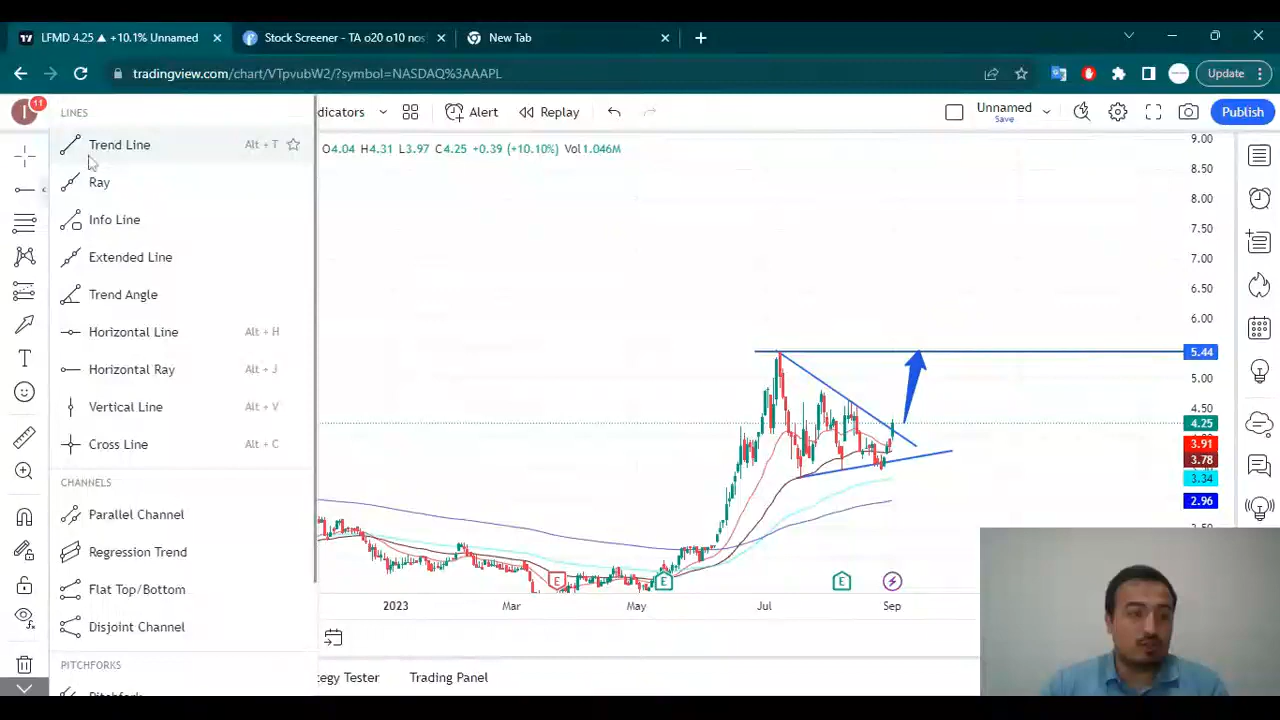 LFMD 4.25 ▲ +10.1% Unnamed
Stock Screener - TA o20 o10 nos
New Tab
tradingview.com/chart/VTpvubW2/?symbol=NASDAQ%3AAAPL
Update
11
I
LINES
dicators
Alert
Replay
Unnamed
Save
Publish
Trend Line Alt + T
O4.04 H4.31 L3.97 C4.25 +0.39 (+10.10%) Vol1.046M
Ray
Info Line
Extended Line
Trend Angle
Horizontal Line Alt + H
Horizontal Ray Alt + J
Vertical Line Alt + V
Cross Line Alt + C
CHANNELS
Parallel Channel
Regression Trend
Flat Top/Bottom
Disjoint Channel
PITCHFORKS
9.00
8.50
8.00
7.50
7.00
6.50
6.00
5.44
5.00
4.50
4.25
3.91
3.78
3.34
2.96
E E E
2023 Mar May Jul Sep
tegy Tester
Trading Panel